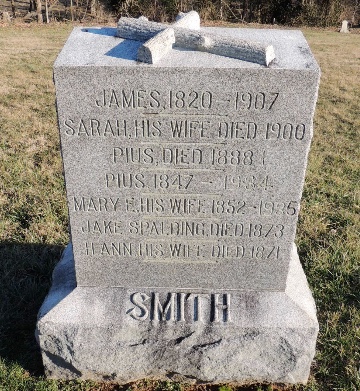 JAMES, 1820 - 1907
SARAH, HIS WIFE, DIED 1900
PIUS, DIED 1888
PIUS 1847 - 1934
MARY E. HIS WIFE 1852 - 1935
JAKE SPALDING, DIED 1873
H. ANN, HIS WIFE, DIED 1871
SMITH